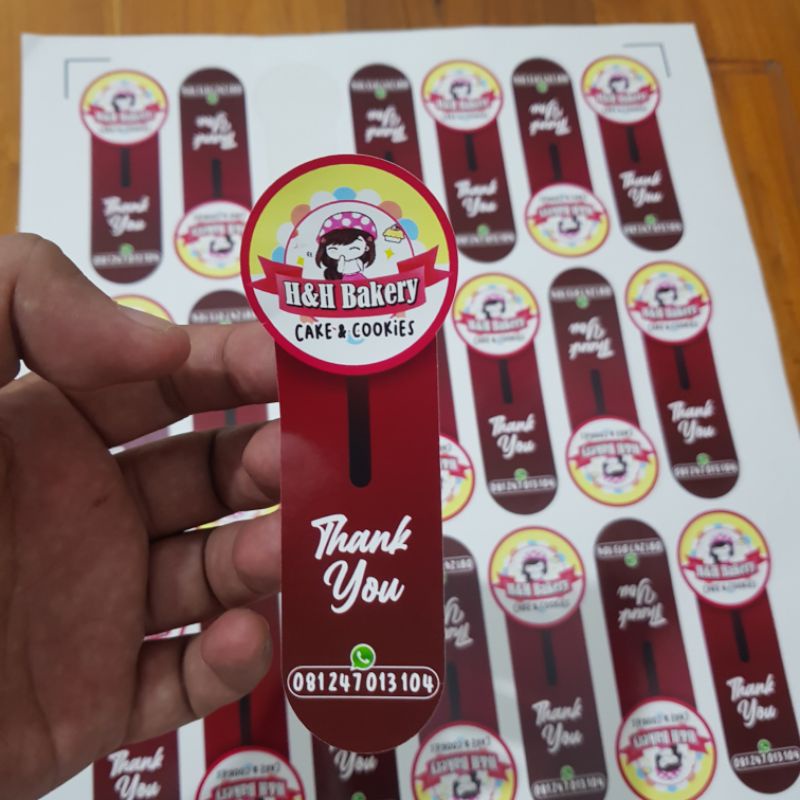 H&H Bakery
CAKE & COOKIES
Thank
You
081247013104